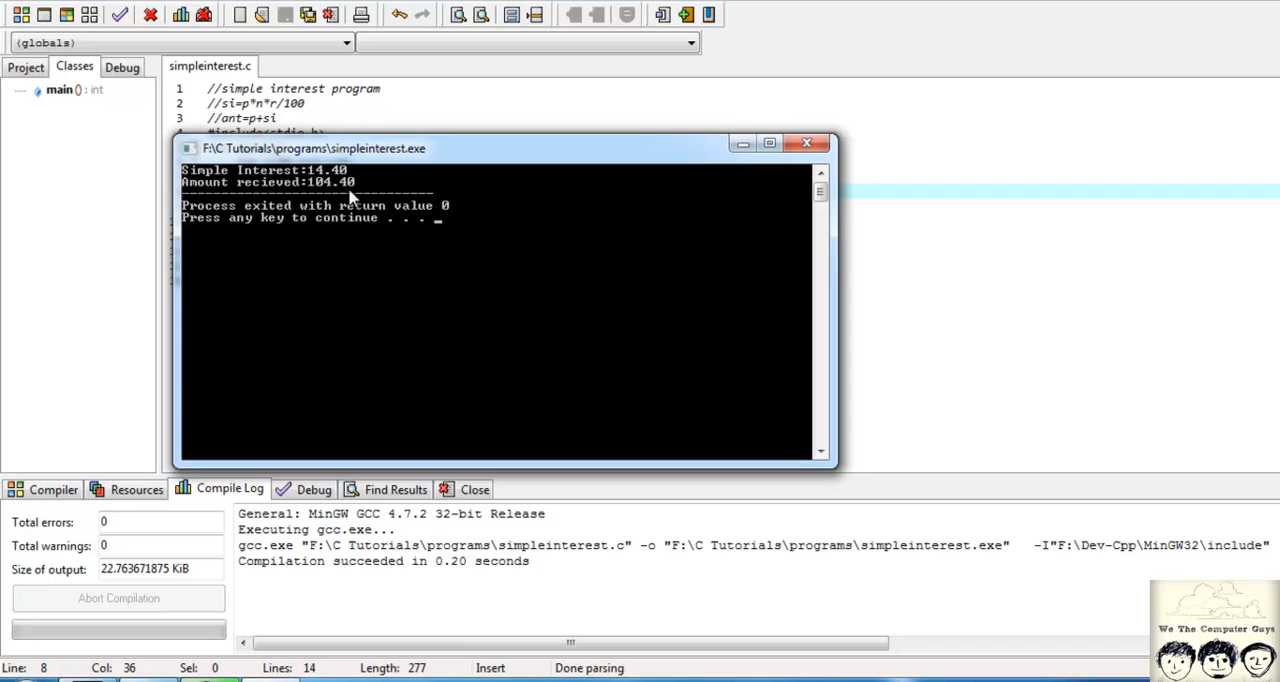 (globals)
Project Classes Debug simpleinterest.c
main () : int
1 //simple interest program
2 //si=p*n*r/100
3 //ant=p+si
#include<stdio.h>
F:\C Tutorials\programs\simpleinterest.exe
Simple Interest:14.40
Amount recieved:104.40
--------------------------------
Process exited with return value 0
Press any key to continue . . . _
Compiler Resources Compile Log Debug Find Results Close
Total errors: 0
Total warnings: 0
Size of output: 22.763671875 KiB
Abort Compilation
General: MinGW GCC 4.7.2 32-bit Release
Executing gcc.exe...
gcc.exe "F:\C Tutorials\programs\simpleinterest.c" -o "F:\C Tutorials\programs\simpleinterest.exe" -I"F:\Dev-Cpp\MinGW32\include"
Compilation succeeded in 0.20 seconds
We The Computer Guys
Line: 8 Col: 36 Sel: 0 Lines: 14 Length: 277 Insert Done parsing